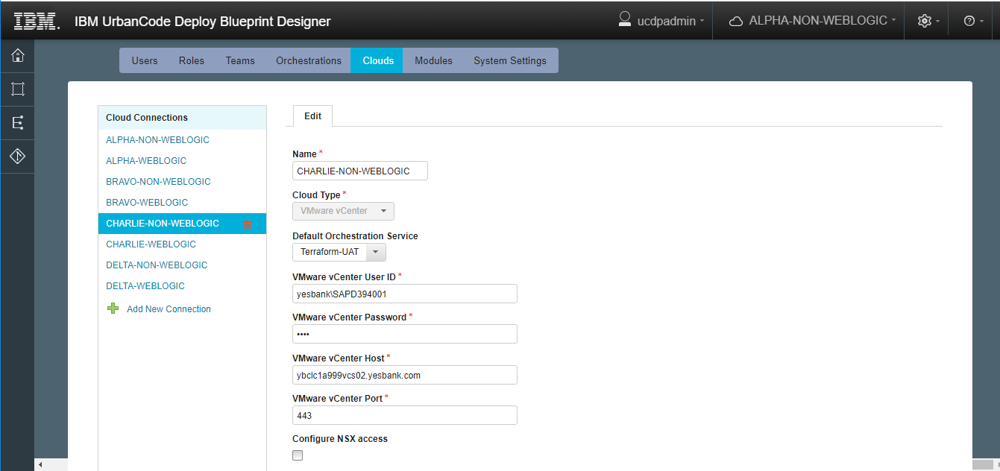 IBM. IBM UrbanCode Deploy Blueprint Designer ucdpadmin ALPHA-NON-WEBLOGIC
Users Roles Teams Orchestrations Clouds Modules System Settings
Cloud Connections
ALPHA-NON-WEBLOGIC
ALPHA-WEBLOGIC
BRAVO-NON-WEBLOGIC
BRAVO-WEBLOGIC
CHARLIE-NON-WEBLOGIC
CHARLIE-WEBLOGIC
DELTA-NON-WEBLOGIC
DELTA-WEBLOGIC
Add New Connection
Edit
Name *
CHARLIE-NON-WEBLOGIC
Cloud Type *
VMware vCenter
Default Orchestration Service
Terraform-UAT
VMware vCenter User ID *
yesbank\SAPD394001
VMware vCenter Password *
••••
VMware vCenter Host *
ybclc1a999vcs02.yesbank.com
VMware vCenter Port *
443
Configure NSX access